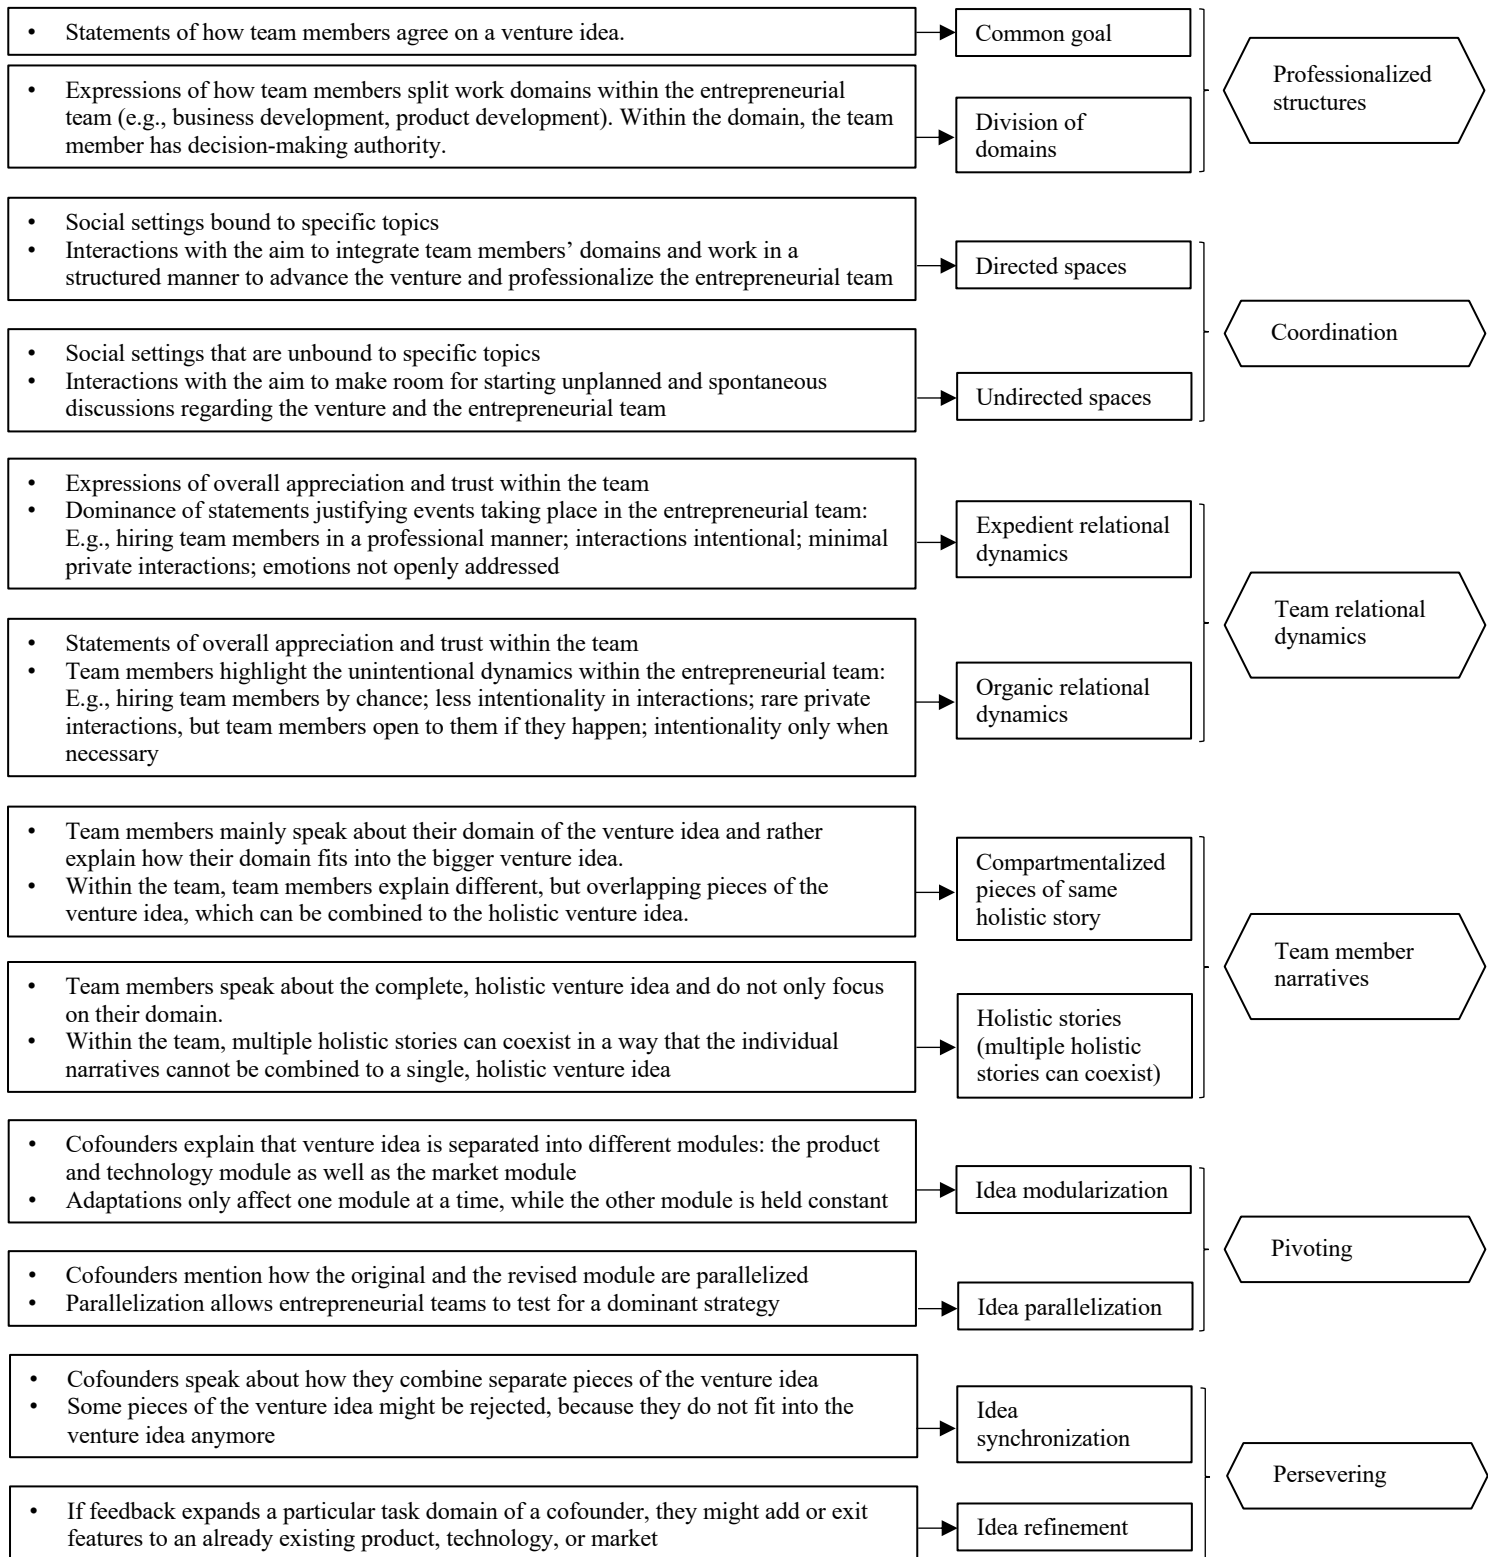 • Statements of how team members agree on a venture idea.
Common goal
• Expressions of how team members split work domains within the entrepreneurial
team (e.g., business development, product development). Within the domain, the team
member has decision-making authority.
Division of
domains
Professionalized
structures
• Social settings bound to specific topics
• Interactions with the aim to integrate team members’ domains and work in a
structured manner to advance the venture and professionalize the entrepreneurial team
Directed spaces
• Social settings that are unbound to specific topics
• Interactions with the aim to make room for starting unplanned and spontaneous
discussions regarding the venture and the entrepreneurial team
Undirected spaces
Coordination
• Expressions of overall appreciation and trust within the team
• Dominance of statements justifying events taking place in the entrepreneurial team:
E.g., hiring team members in a professional manner; interactions intentional; minimal
private interactions; emotions not openly addressed
Expedient relational
dynamics
• Statements of overall appreciation and trust within the team
• Team members highlight the unintentional dynamics within the entrepreneurial team:
E.g., hiring team members by chance; less intentionality in interactions; rare private
interactions, but team members open to them if they happen; intentionality only when
necessary
Organic relational
dynamics
Team relational
dynamics
• Team members mainly speak about their domain of the venture idea and rather
explain how their domain fits into the bigger venture idea.
• Within the team, team members explain different, but overlapping pieces of the
venture idea, which can be combined to the holistic venture idea.
Compartmentalized
pieces of same
holistic story
• Team members speak about the complete, holistic venture idea and do not only focus
on their domain.
• Within the team, multiple holistic stories can coexist in a way that the individual
narratives cannot be combined to a single, holistic venture idea
Holistic stories
(multiple holistic
stories can coexist)
Team member
narratives
• Cofounders explain that venture idea is separated into different modules: the product
and technology module as well as the market module
• Adaptations only affect one module at a time, while the other module is held constant
Idea modularization
• Cofounders mention how the original and the revised module are parallelized
• Parallelization allows entrepreneurial teams to test for a dominant strategy
Idea parallelization
Pivoting
• Cofounders speak about how they combine separate pieces of the venture idea
• Some pieces of the venture idea might be rejected, because they do not fit into the
venture idea anymore
Idea
synchronization
• If feedback expands a particular task domain of a cofounder, they might add or exit
features to an already existing product, technology, or market
Idea refinement
Persevering